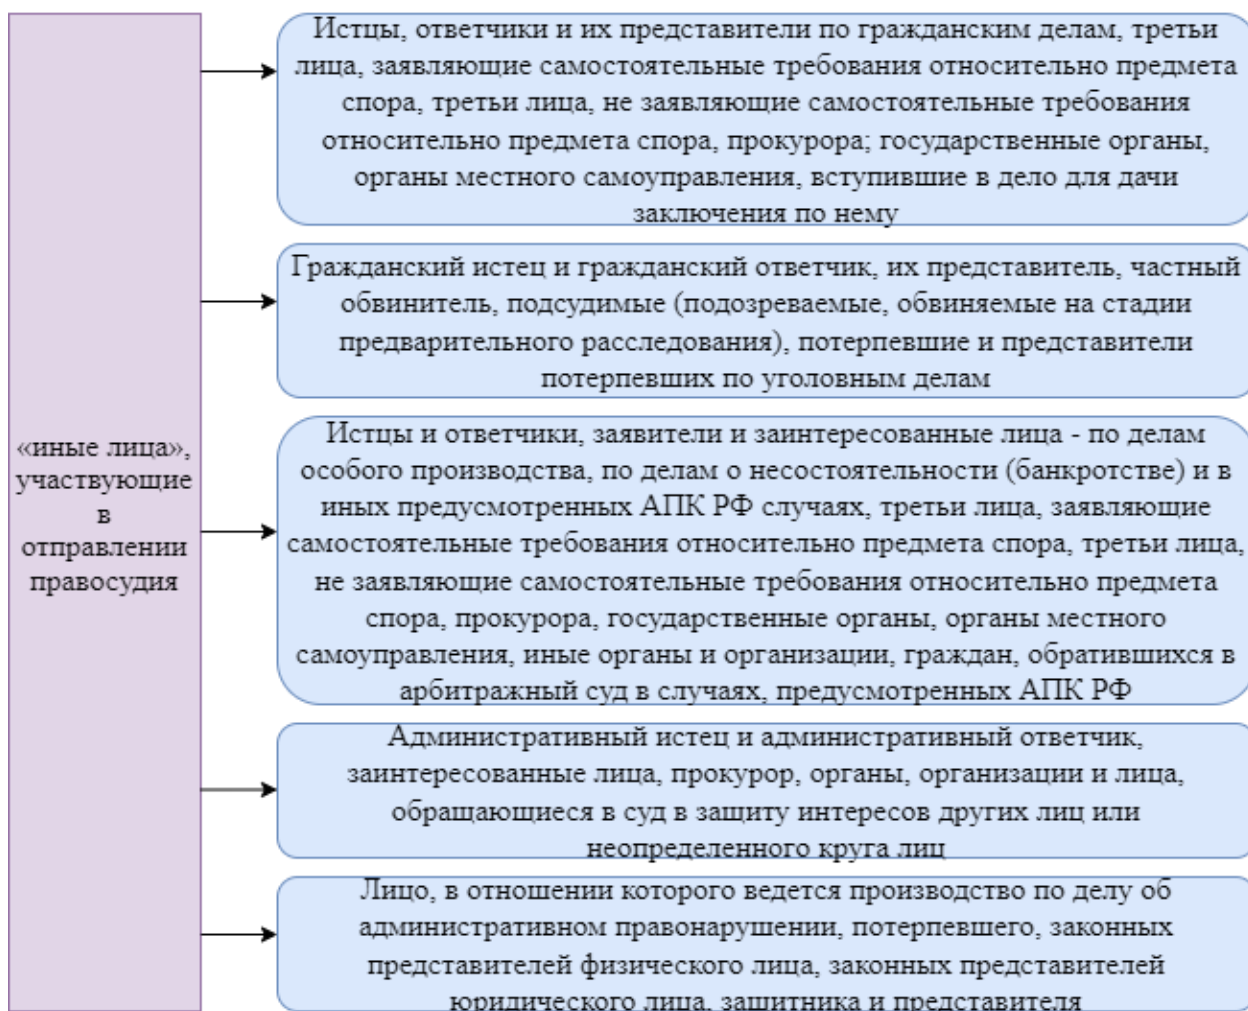 «иные лица»,
участвующие
в
отправлении
правосудия
Истцы, ответчики и их представители по гражданским делам, третьи
лица, заявляющие самостоятельные требования относительно предмета
спора, третьи лица, не заявляющие самостоятельные требования
относительно предмета спора, прокурора; государственные органы,
органы местного самоуправления, вступившие в дело для дачи
заключения по нему
Гражданский истец и гражданский ответчик, их представитель, частный
обвинитель, подсудимые (подозреваемые, обвиняемые на стадии
предварительного расследования), потерпевшие и представители
потерпевших по уголовным делам
Истцы и ответчики, заявители и заинтересованные лица - по делам
особого производства, по делам о несостоятельности (банкротстве) и в
иных предусмотренных АПК РФ случаях, третьи лица, заявляющие
самостоятельные требования относительно предмета спора, третьи лица,
не заявляющие самостоятельные требования относительно предмета
спора, прокурора, государственные органы, органы местного
самоуправления, иные органы и организации, граждан, обратившихся в
арбитражный суд в случаях, предусмотренных АПК РФ
Административный истец и административный ответчик,
заинтересованные лица, прокурор, органы, организации и лица,
обращающиеся в суд в защиту интересов других лиц или
неопределенного круга лиц
Лицо, в отношении которого ведется производство по делу об
административном правонарушении, потерпевшего, законных
представителей физического лица, законных представителей
юридического лица, защитника и представителя